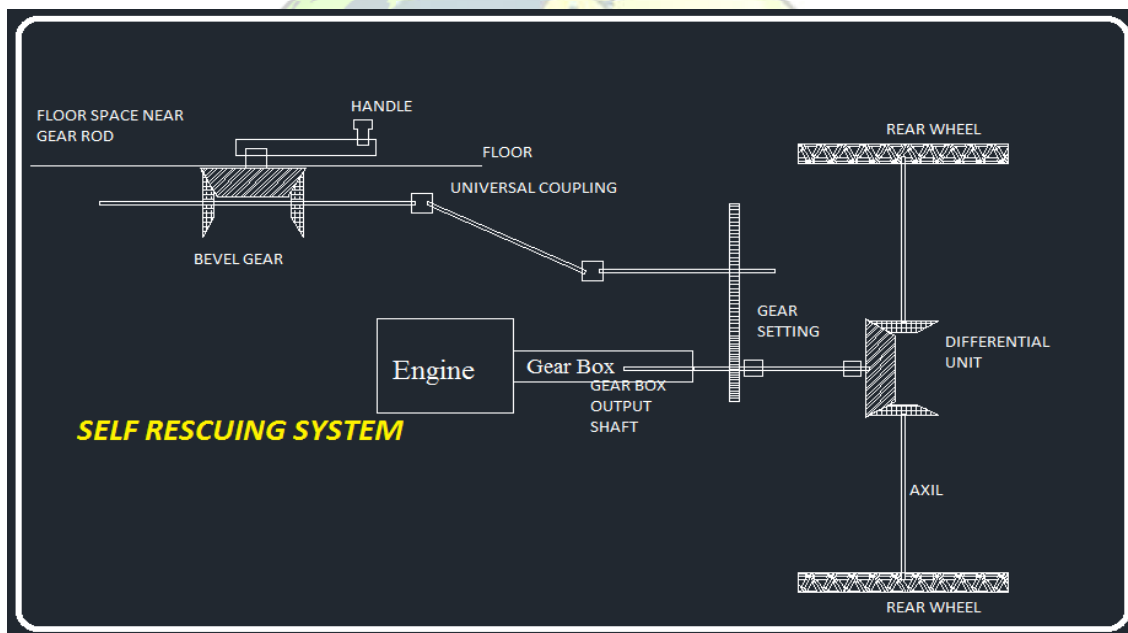 FLOOR SPACE NEAR
GEAR ROD
HANDLE
FLOOR
REAR WHEEL
UNIVERSAL COUPLING
BEVEL GEAR
GEAR
SETTING
DIFFERENTIAL
UNIT
Engine
Gear Box
GEAR BOX
OUTPUT
SHAFT
SELF RESCUING SYSTEM
AXIL
REAR WHEEL